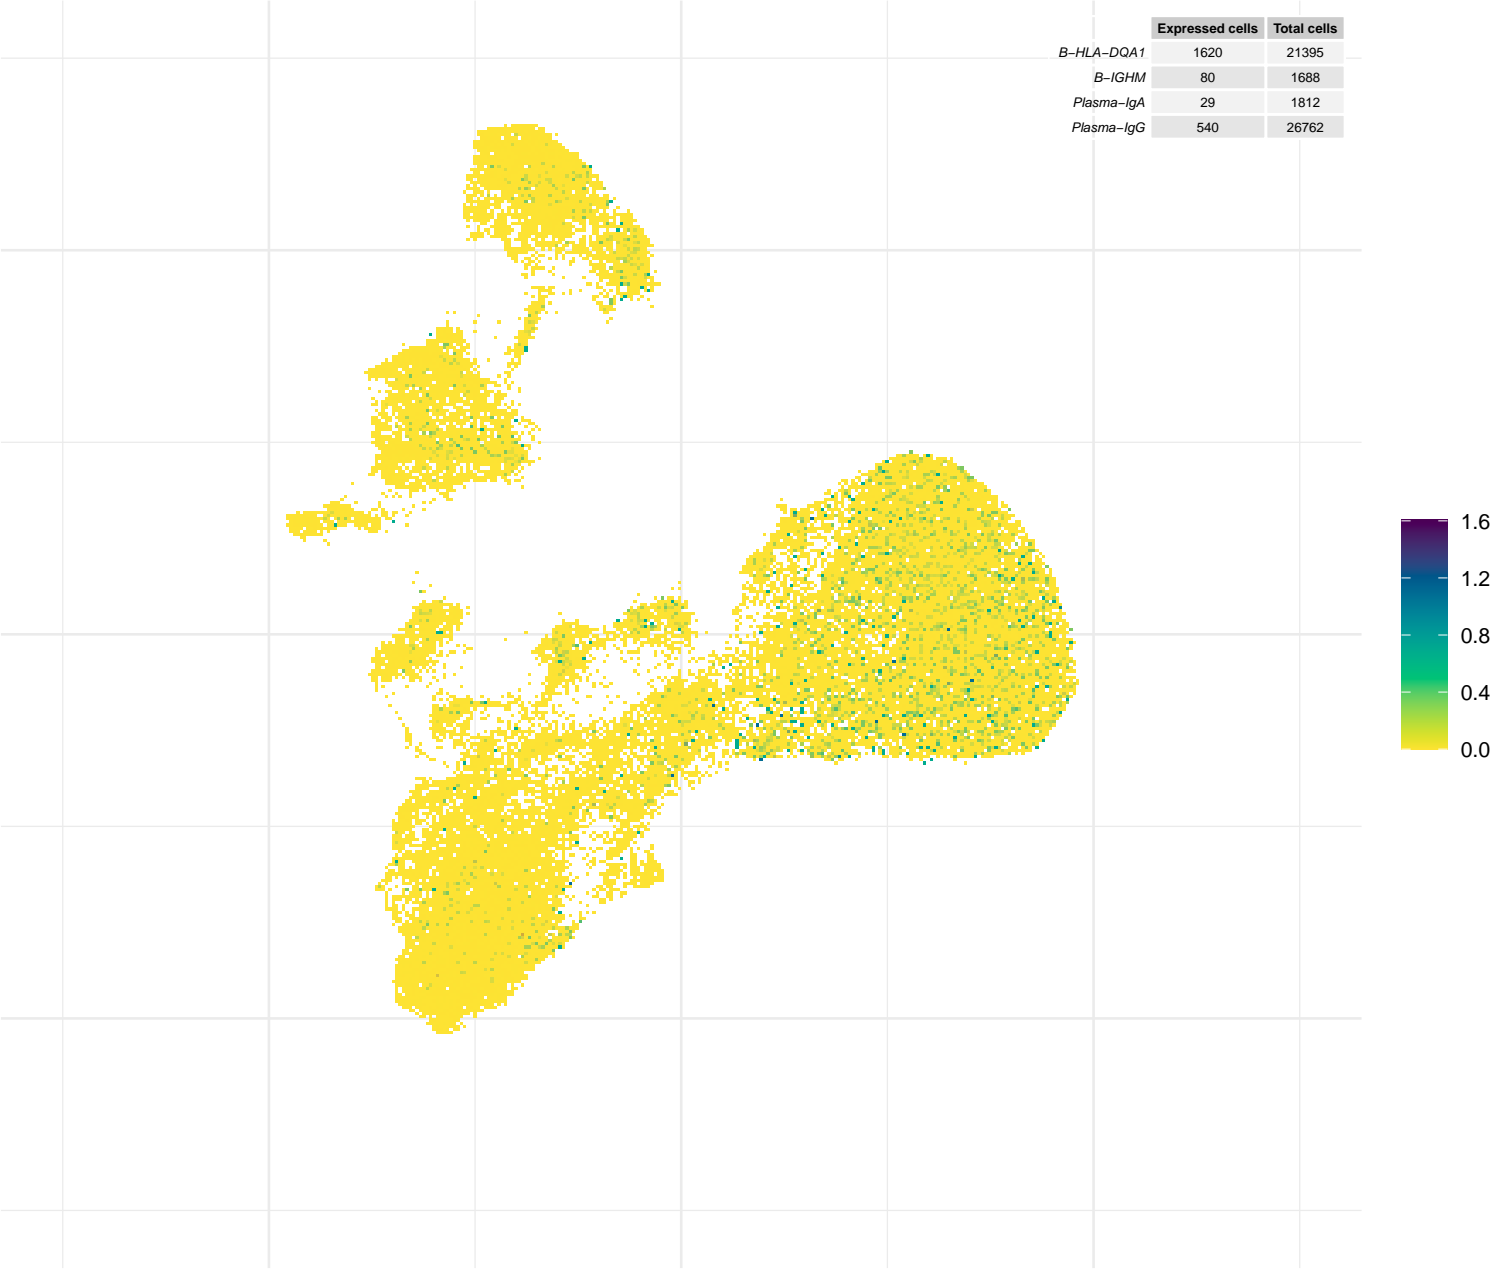 Expressed cells Total cells
B−HLA−DQA1 1620 21395
B−IGHM 80 1688
Plasma−IgA 29 1812
Plasma−IgG 540 26762
1.6
1.2
0.8
0.4
0.0